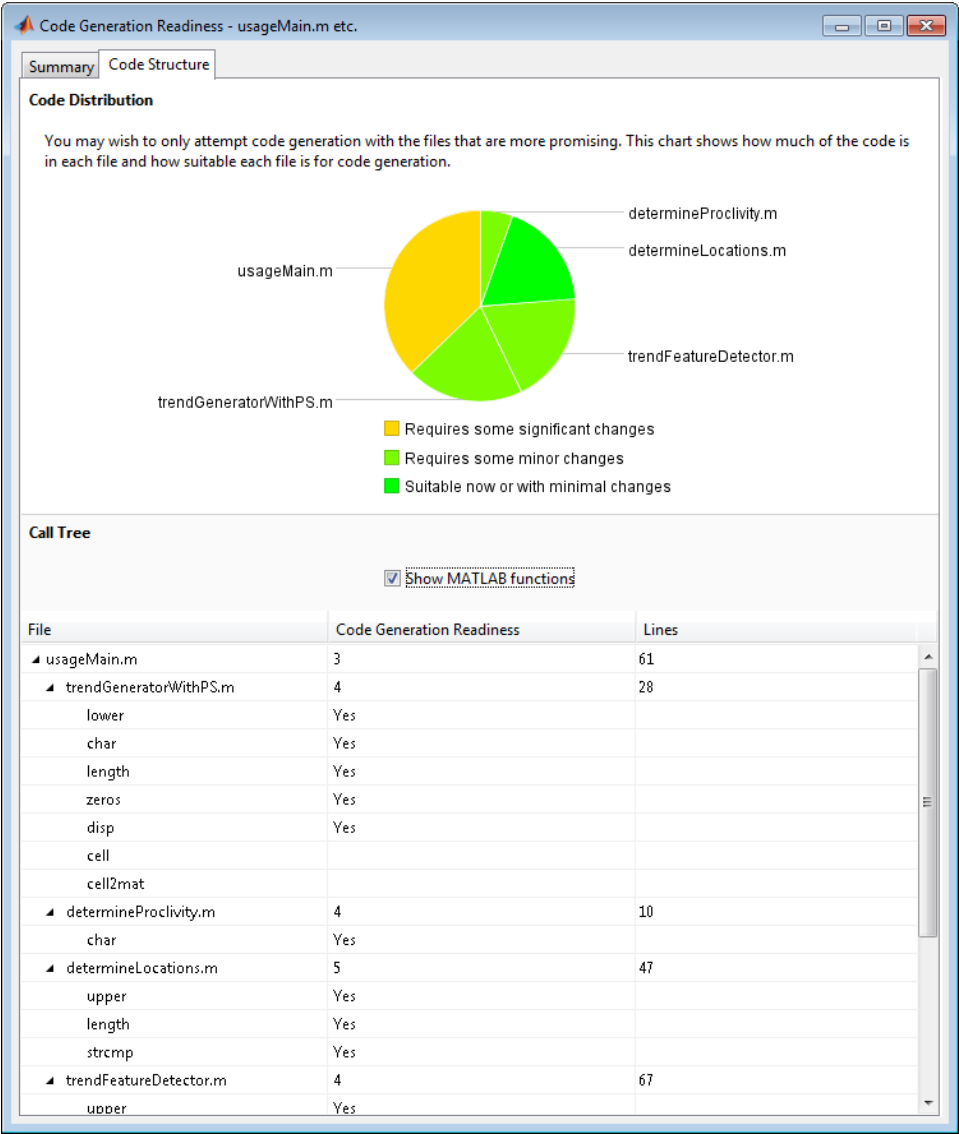 Code Generation Readiness - usageMain.m etc.
Summary Code Structure
Code Distribution
You may wish to only attempt code generation with the files that are more promising. This chart shows how much of the code is
in each file and how suitable each file is for code generation.
determineProclivity.m
determineLocations.m
usageMain.m
trendFeatureDetector.m
trendGeneratorWithPS.m
Requires some significant changes
Requires some minor changes
Suitable now or with minimal changes
Call Tree
Show MATLAB functions
File Code Generation Readiness Lines
usageMain.m 3 61
trendGeneratorWithPS.m 4 28
lower Yes
char Yes
length Yes
zeros Yes
disp Yes
cell
cell2mat
determineProclivity.m 4 10
char Yes
determineLocations.m 5 47
upper Yes
length Yes
strcmp Yes
trendFeatureDetector.m 4 67
upper Yes